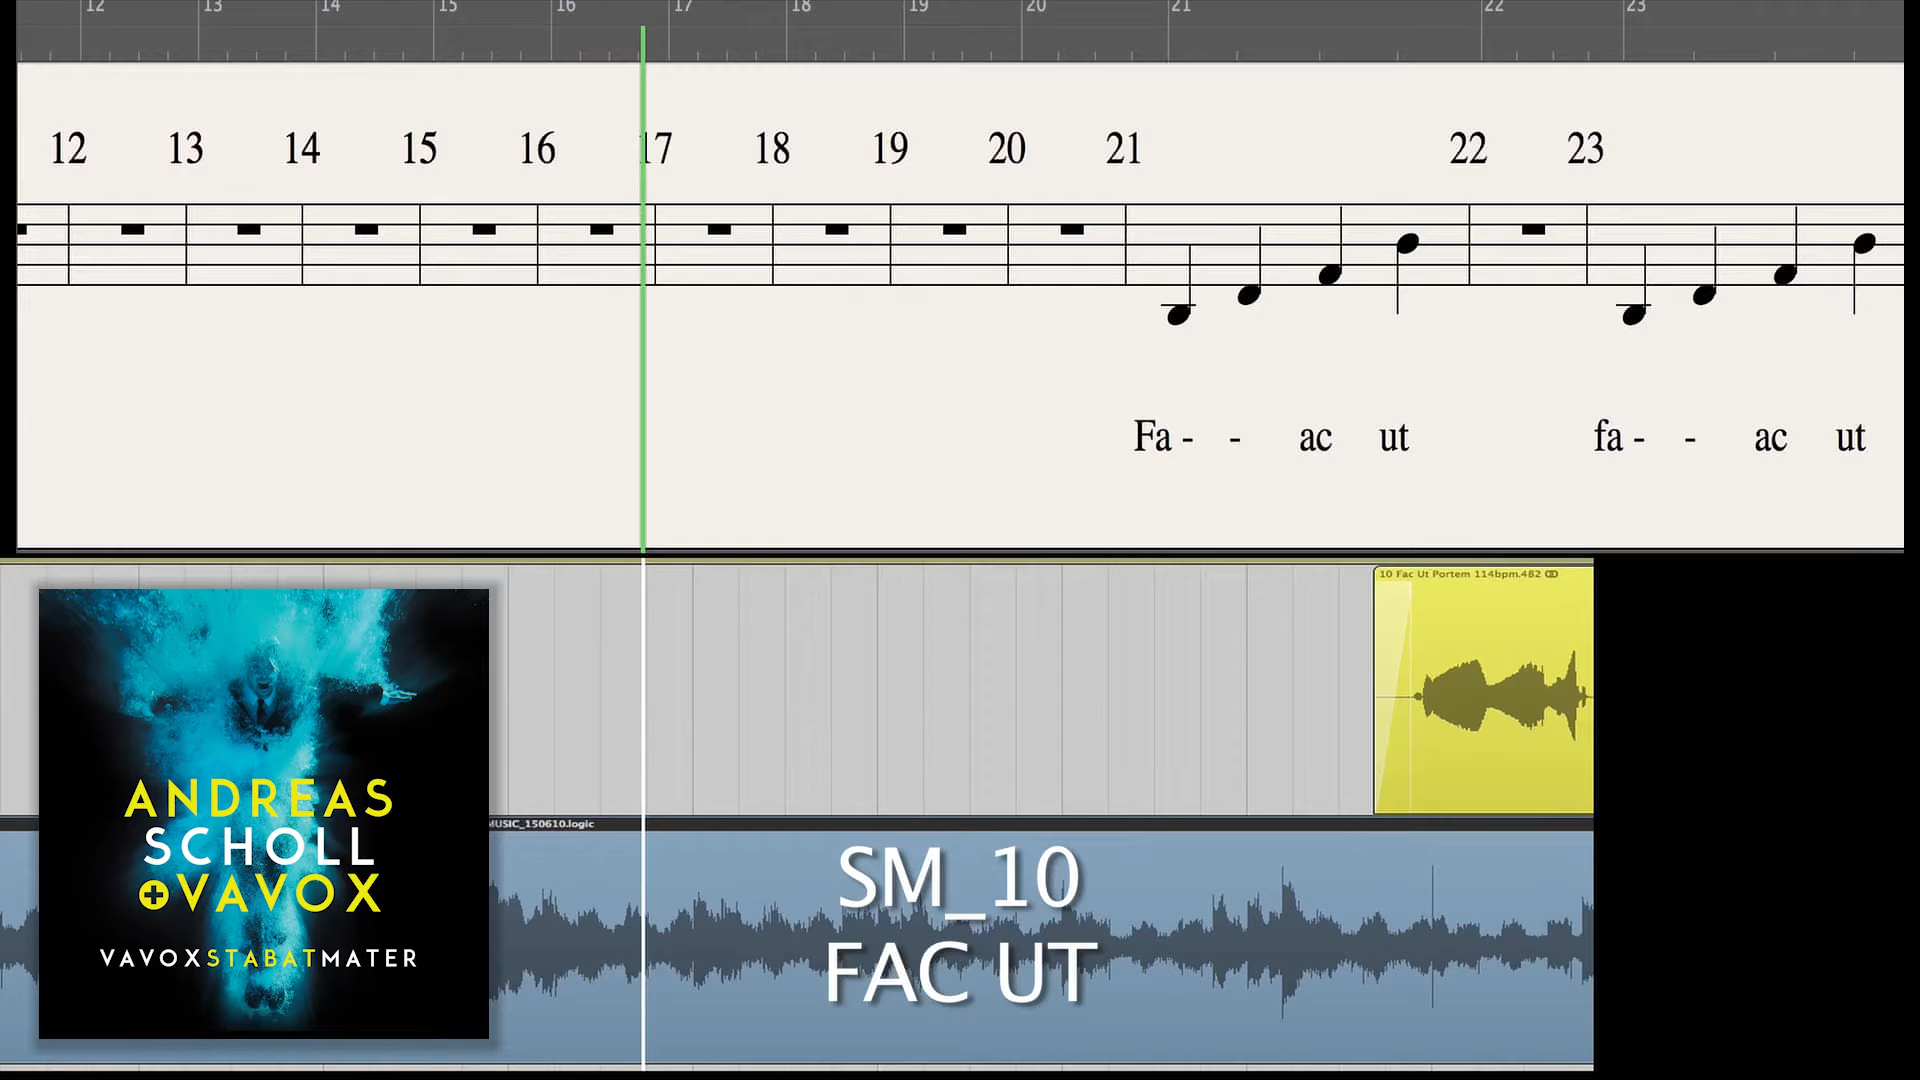 12 13 14 15 16 17 18 19 20 21 22 23
12 13 14 15 16 17 18 19 20 21 22 23
Fa - - ac ut fa - - ac ut
10 Fac Ut Portem 114bpm.482
MUSIC_150610.logic
ANDREAS
SCHOLL
+VAVOX
VAVOXSTABATMATER
SM_10
FAC UT